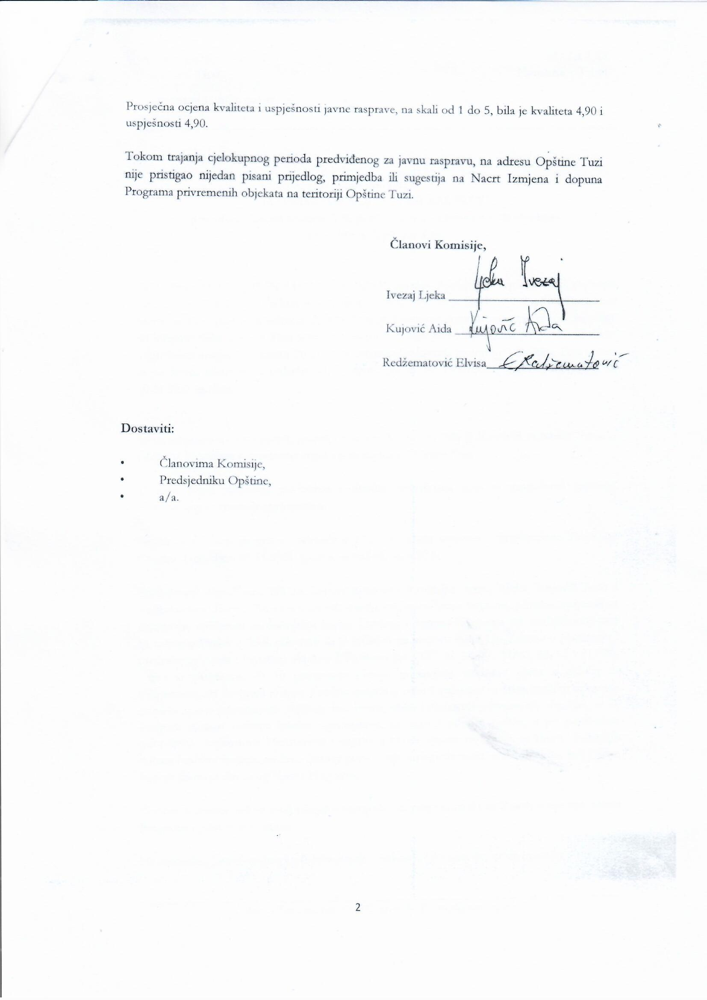 Prosječna ocjena kvaliteta i uspješnosti javne rasprave, na skali od 1 do 5, bila je kvaliteta 4,90 i
uspješnosti 4,90.
Tokom trajanja cjelokupnog perioda predviđenog za javnu raspravu, na adresu Opštine Tuzi
nije pristigao nijedan pisani prijedlog, primjedba ili sugestija na Nacrt Izmjena i dopuna
Programa privremenih objekata na teritoriji Opštine Tuzi.
Članovi Komisije,
Ivezaj Ljeka Ljeka Ivezaj
Kujović Aida Kujović Aida
Redžematović Elvisa ERedžematović
Dostaviti:
• Članovima Komisije,
• Predsjedniku Opštine,
• a/a.
2